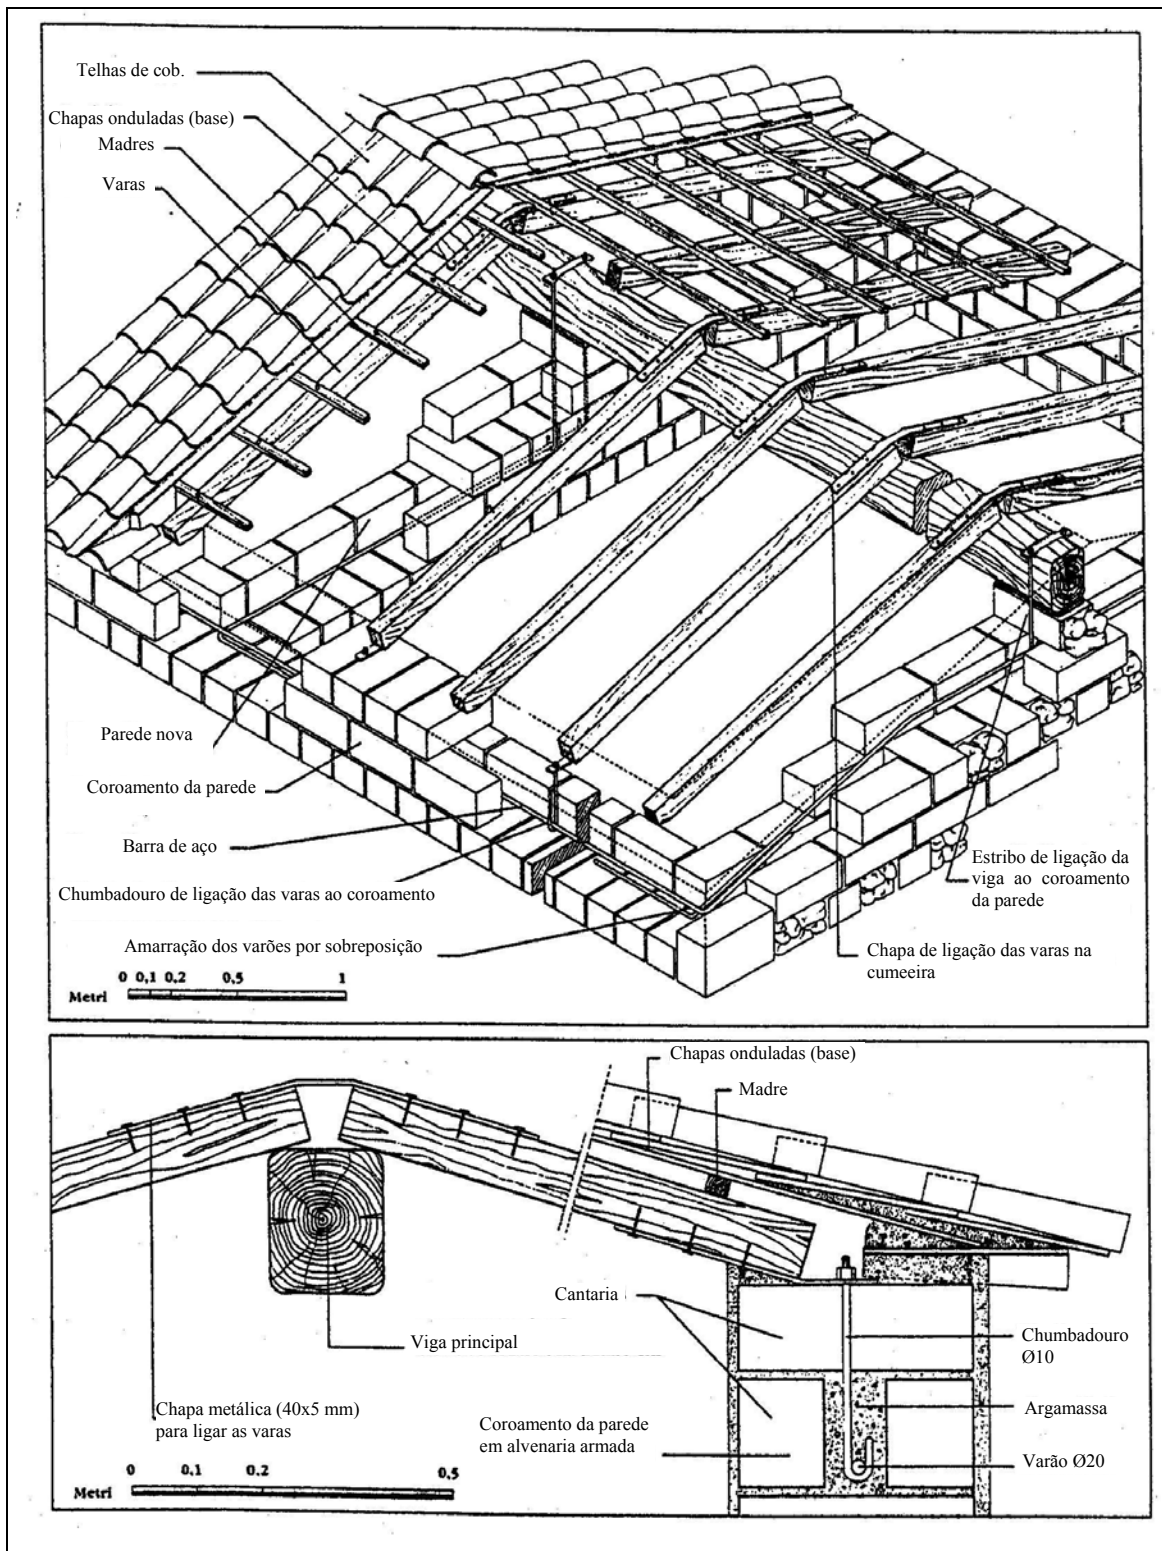 Telhas de cob.
Chapas onduladas (base)
Madres
Varas
Parede nova
Coroamento da parede
Barra de aço
Chumbadouro de ligação das varas ao coroamento
Amarração dos varões por sobreposição
Estribo de ligação da
viga ao coroamento
da parede
Chapa de ligação das varas na
cumeeira
0 0,1 0,2 0,5 1
Metri
Chapas onduladas (base)
Madre
Cantaria
Viga principal
Chumbadouro
Ø10
Chapa metálica (40x5 mm)
para ligar as varas
Coroamento da parede
em alvenaria armada
Argamassa
Varão Ø20
0 0,1 0.2 0,5
Metri